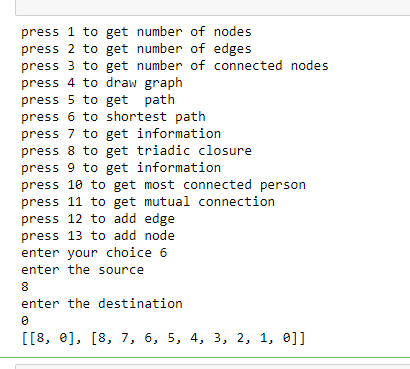 press 1 to get number of nodes
press 2 to get number of edges
press 3 to get number of connected nodes
press 4 to draw graph
press 5 to get  path
press 6 to shortest path
press 7 to get information
press 8 to get triadic closure
press 9 to get information
press 10 to get most connected person
press 11 to get mutual connection
press 12 to add edge
press 13 to add node
enter your choice 6
enter the source
8
enter the destination
0
[[8, 0], [8, 7, 6, 5, 4, 3, 2, 1, 0]]